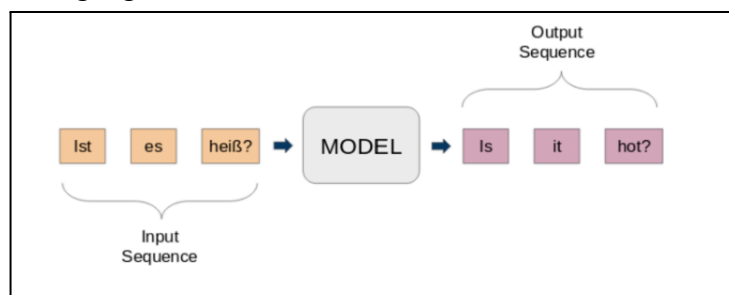 Output
Sequence
Ist es heiß? MODEL Is it hot?
Input
Sequence